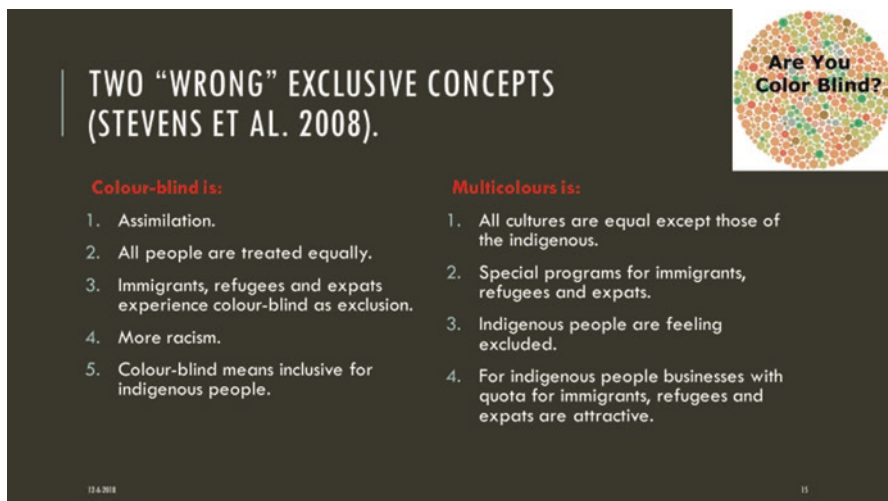 TWO “WRONG” EXCLUSIVE CONCEPTS
(STEVENS ET AL. 2008).
Are You
Color Blind?
Colour-blind is:
1. Assimilation.
2. All people are treated equally.
3. Immigrants, refugees and expats
experience colour-blind as exclusion.
4. More racism.
5. Colour-blind means inclusive for
indigenous people.
Multicolours is:
1. All cultures are equal except those of
the indigenous.
2. Special programs for immigrants,
refugees and expats.
3. Indigenous people are feeling
excluded.
4. For indigenous people businesses with
quota for immigrants, refugees and
expats are attractive.
12-6-2018
15